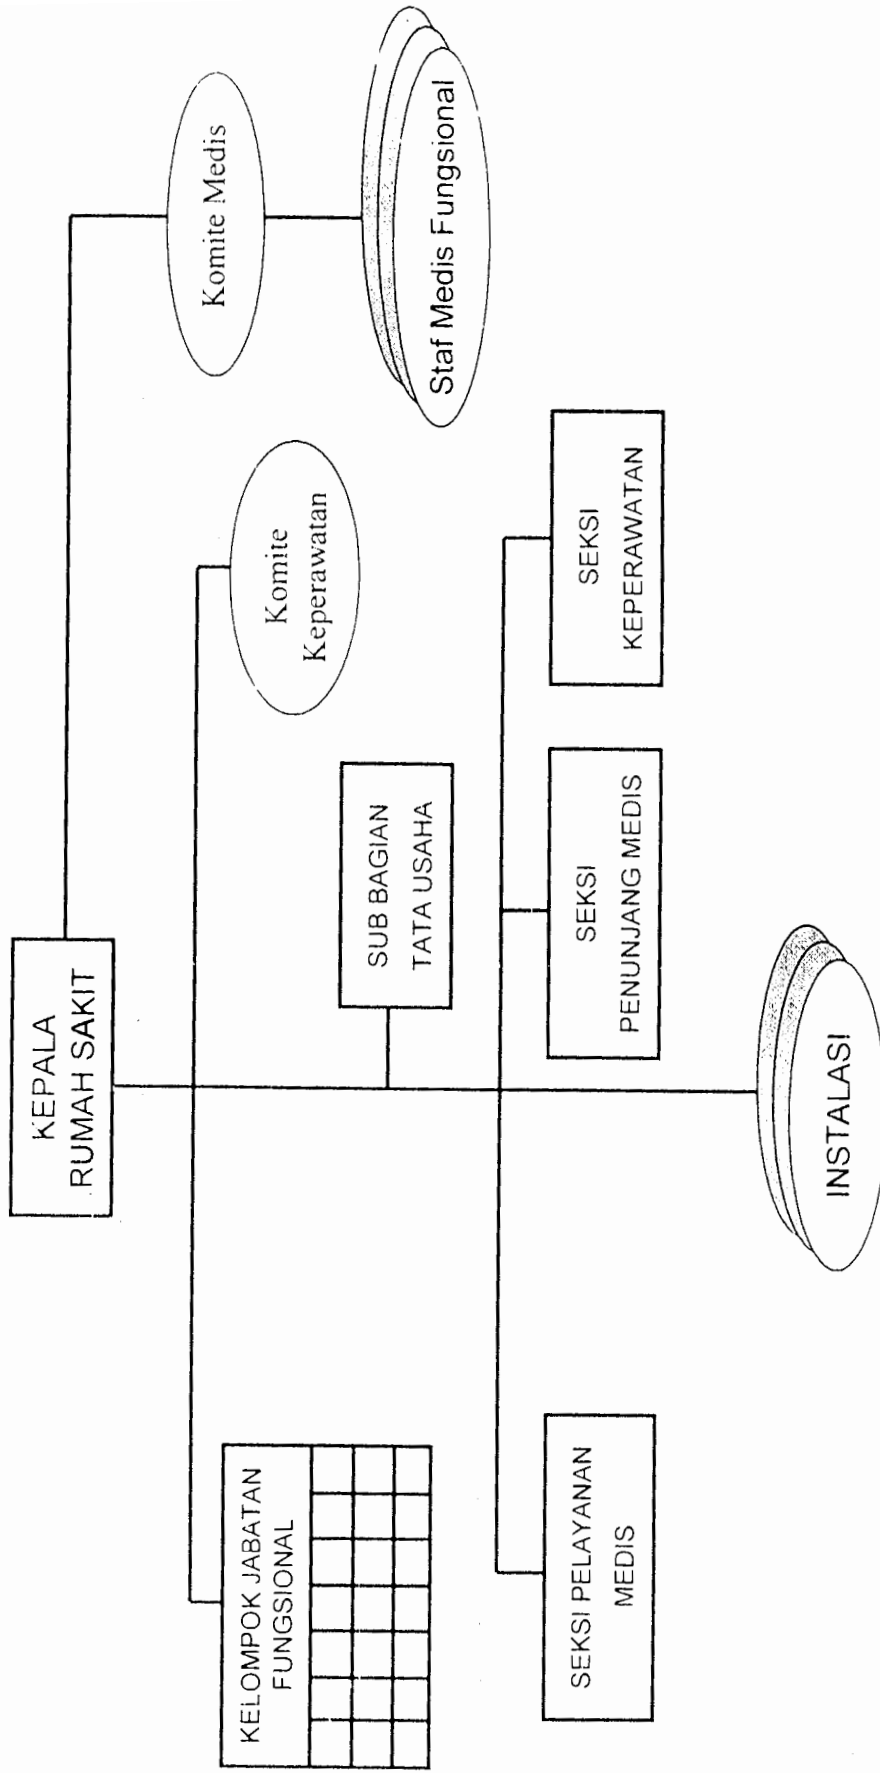 KEPALA
RUMAH SAKIT
Komite Medis
Staf Medis Fungsional
KELOMPOK JABATAN
FUNGSIONAL
Komite
Keperawatan
SUB BAGIAN
TATA USAHA
SEKSI PELAYANAN
MEDIS
SEKSI
PENUNJANG MEDIS
SEKSI
KEPERAWATAN
INSTALASI